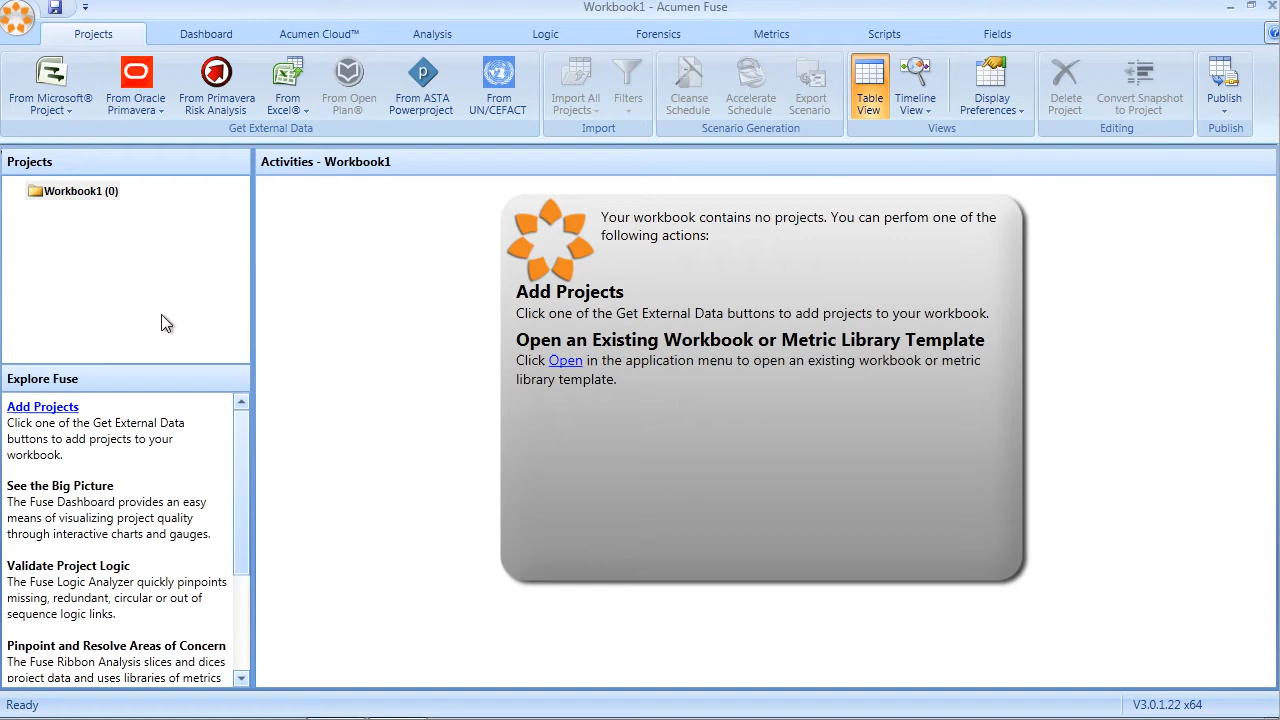 Workbook1 - Acumen Fuse
Projects
Dashboard
Acumen Cloud™
Analysis
Logic
Forensics
Metrics
Scripts
Fields
From Microsoft®
Project
From Oracle
Primavera
From Primavera
Risk Analysis
From
Excel®
From Open
Plan®
From ASTA
Powerproject
From
UN/CEFACT
Import All
Projects
Filters
Cleanse
Schedule
Accelerate
Schedule
Export
Scenario
Table
View
Timeline
View
Display
Preferences
Delete
Project
Convert Snapshot
to Project
Publish
Get External Data
Import
Scenario Generation
Views
Editing
Publish
Projects
Workbook1 (0)
Activities - Workbook1
Your workbook contains no projects. You can perfom one of the
following actions:
Add Projects
Click one of the Get External Data buttons to add projects to your workbook.
Open an Existing Workbook or Metric Library Template
Click Open in the application menu to open an existing workbook or metric
library template.
Explore Fuse
Add Projects
Click one of the Get External Data
buttons to add projects to your
workbook.
See the Big Picture
The Fuse Dashboard provides an easy
means of visualizing project quality
through interactive charts and gauges.
Validate Project Logic
The Fuse Logic Analyzer quickly pinpoints
missing, redundant, circular or out of
sequence logic links.
Pinpoint and Resolve Areas of Concern
The Fuse Ribbon Analysis slices and dices
project data and uses libraries of metrics
Ready
V3.0.1.22 x64